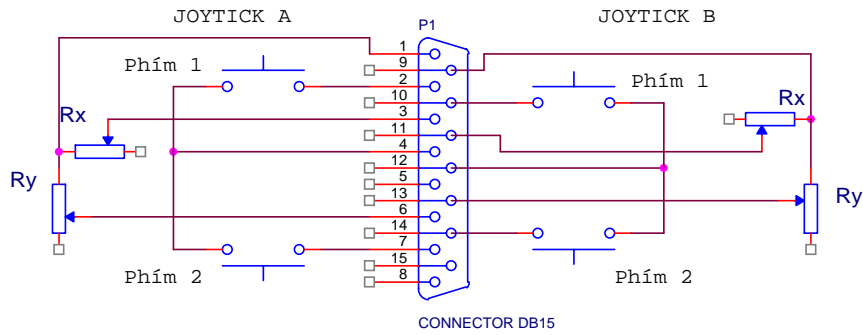 JOYTICK A
P1
JOYTICK B
Phím 1
Phím 1
Rx
Rx
Ry
Ry
1
9
2
10
3
11
4
12
5
13
6
14
7
15
8
Phím 2
Phím 2
CONNECTOR DB15